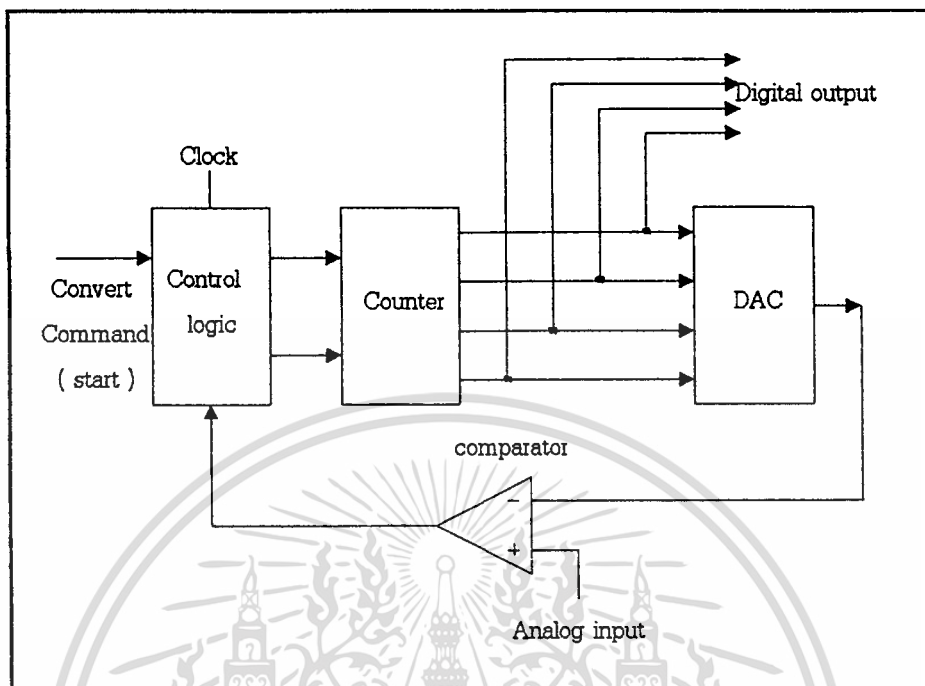 Digital output
Clock
Convert
Command
( start )
Control
logic
Counter
DAC
comparator
-
+
Analog input